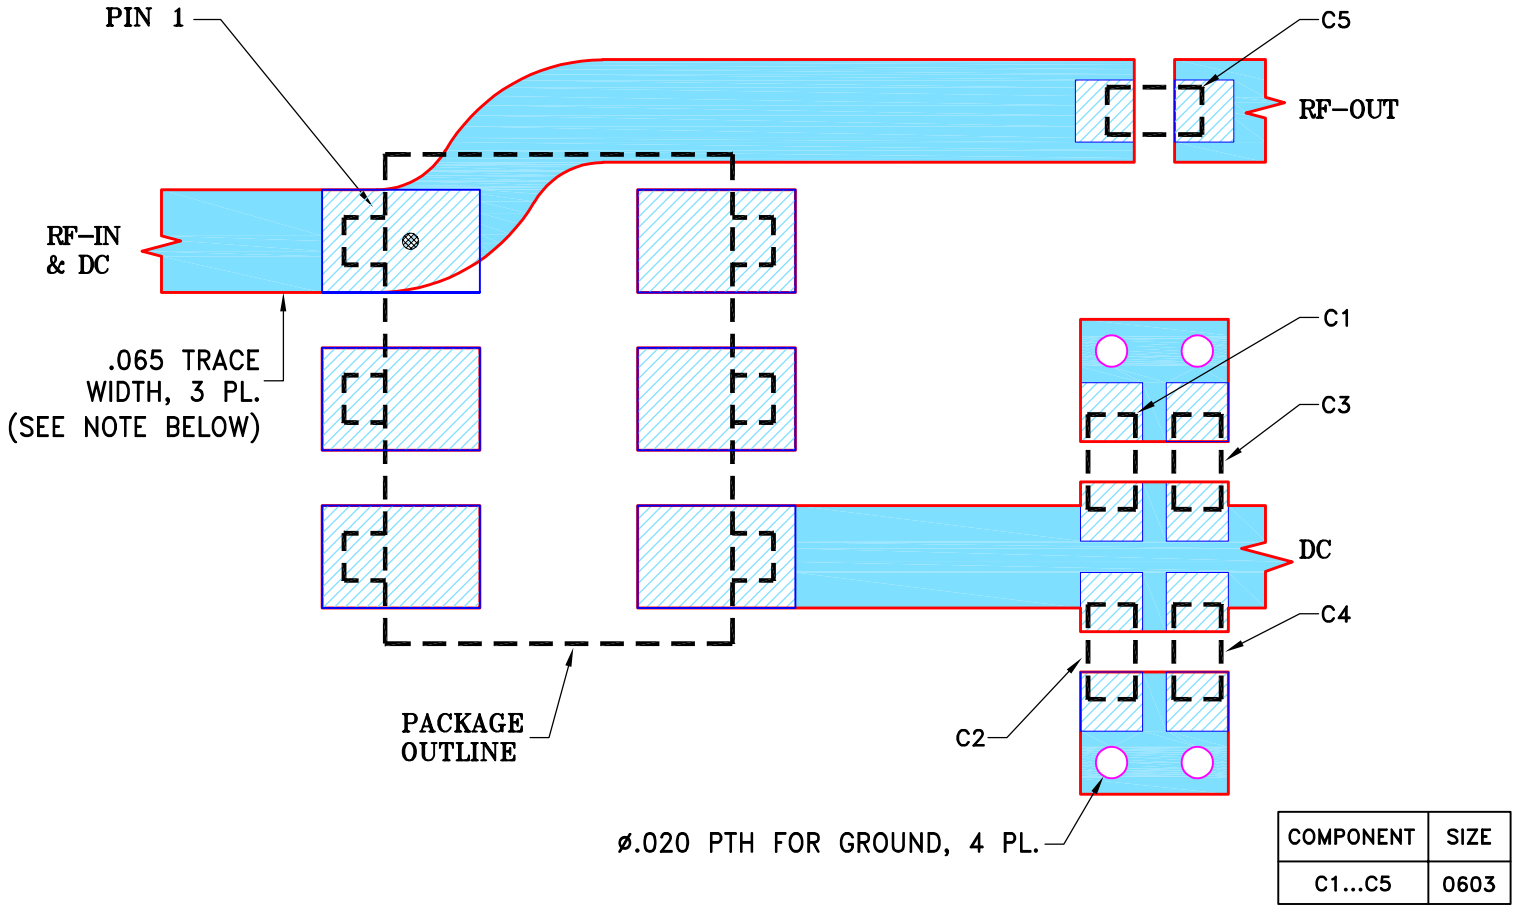 PIN 1
C5
RF-OUT
RF-IN
& DC
C1
.065 TRACE
WIDTH, 3 PL.
(SEE NOTE BELOW)
C3
DC
C4
PACKAGE
OUTLINE
C2
ø.020 PTH FOR GROUND, 4 PL.
COMPONENT SIZE
C1...C5 0603